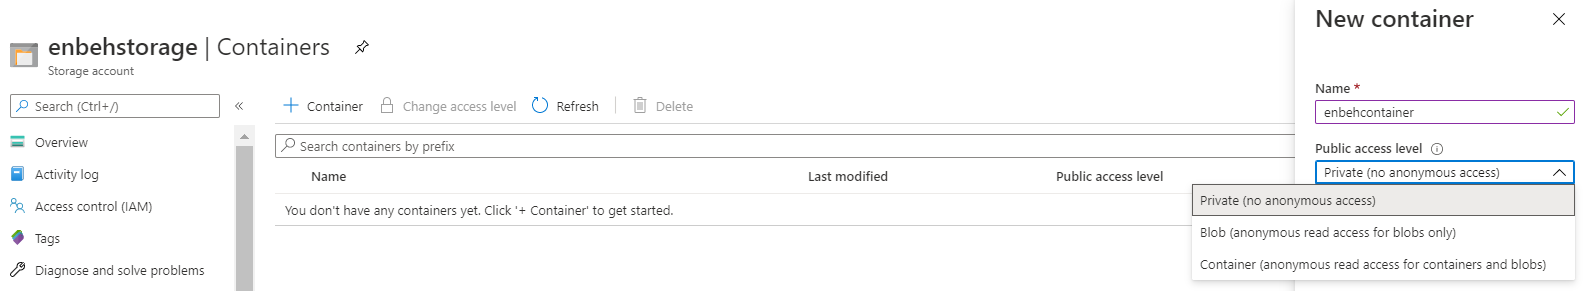 enbehstorage | Containers
Storage account
Search (Ctrl+/)
«
Overview
Activity log
Access control (IAM)
Tags
Diagnose and solve problems
+ Container
Change access level
Refresh
Delete
Search containers by prefix
Name Last modified Public access level
You don't have any containers yet. Click '+ Container' to get started.
New container
Name *
enbehcontainer
Public access level
Private (no anonymous access)
Private (no anonymous access)
Blob (anonymous read access for blobs only)
Container (anonymous read access for containers and blobs)